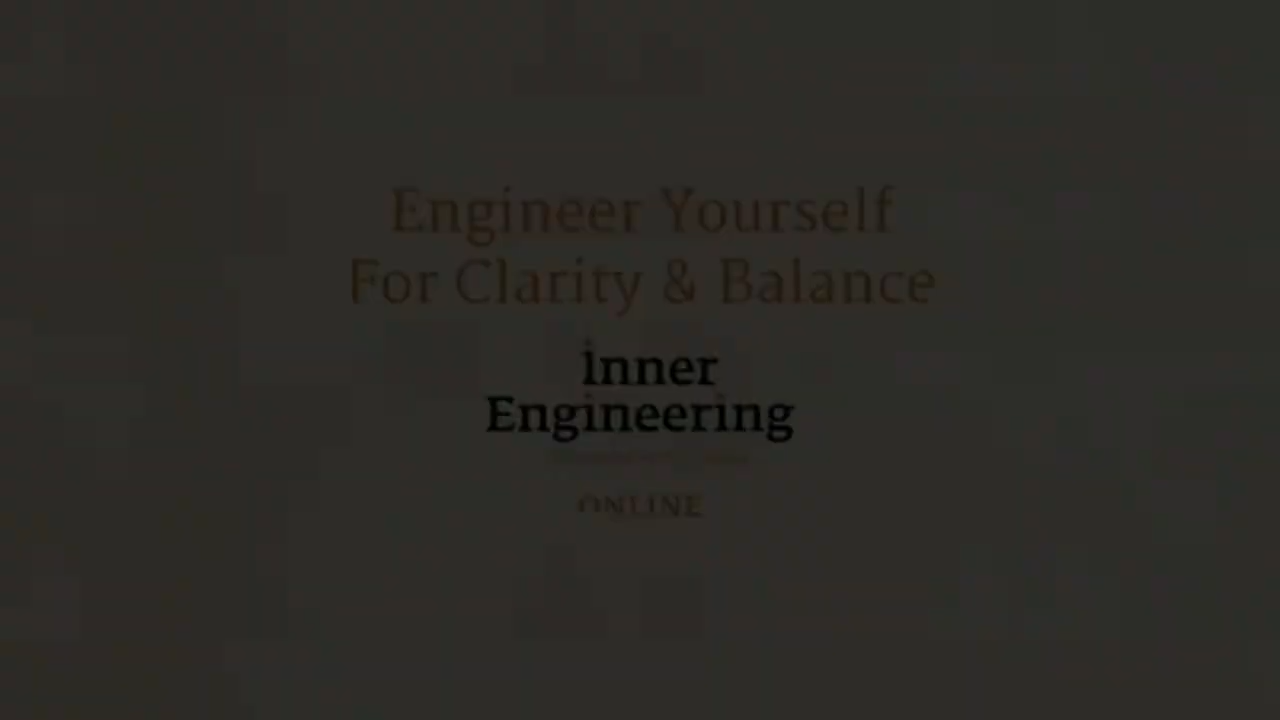 Engineer Yourself
For Clarity & Balance
inner
Engineering
ONLINE